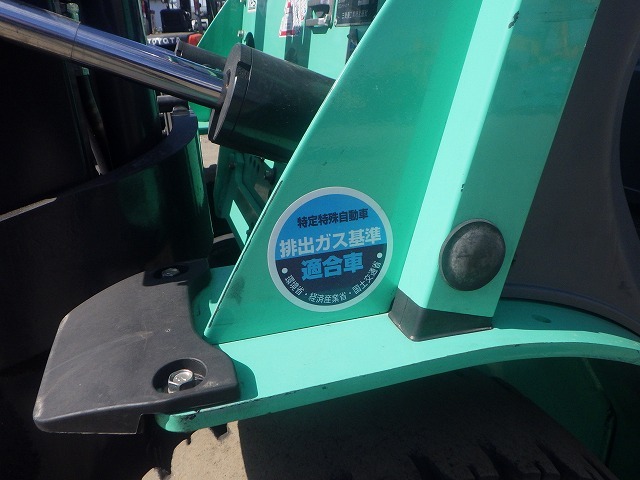 特定特殊自動車
排出ガス基準
適合車
・環境省・経済産業省・国土交通省・
TOYOTA